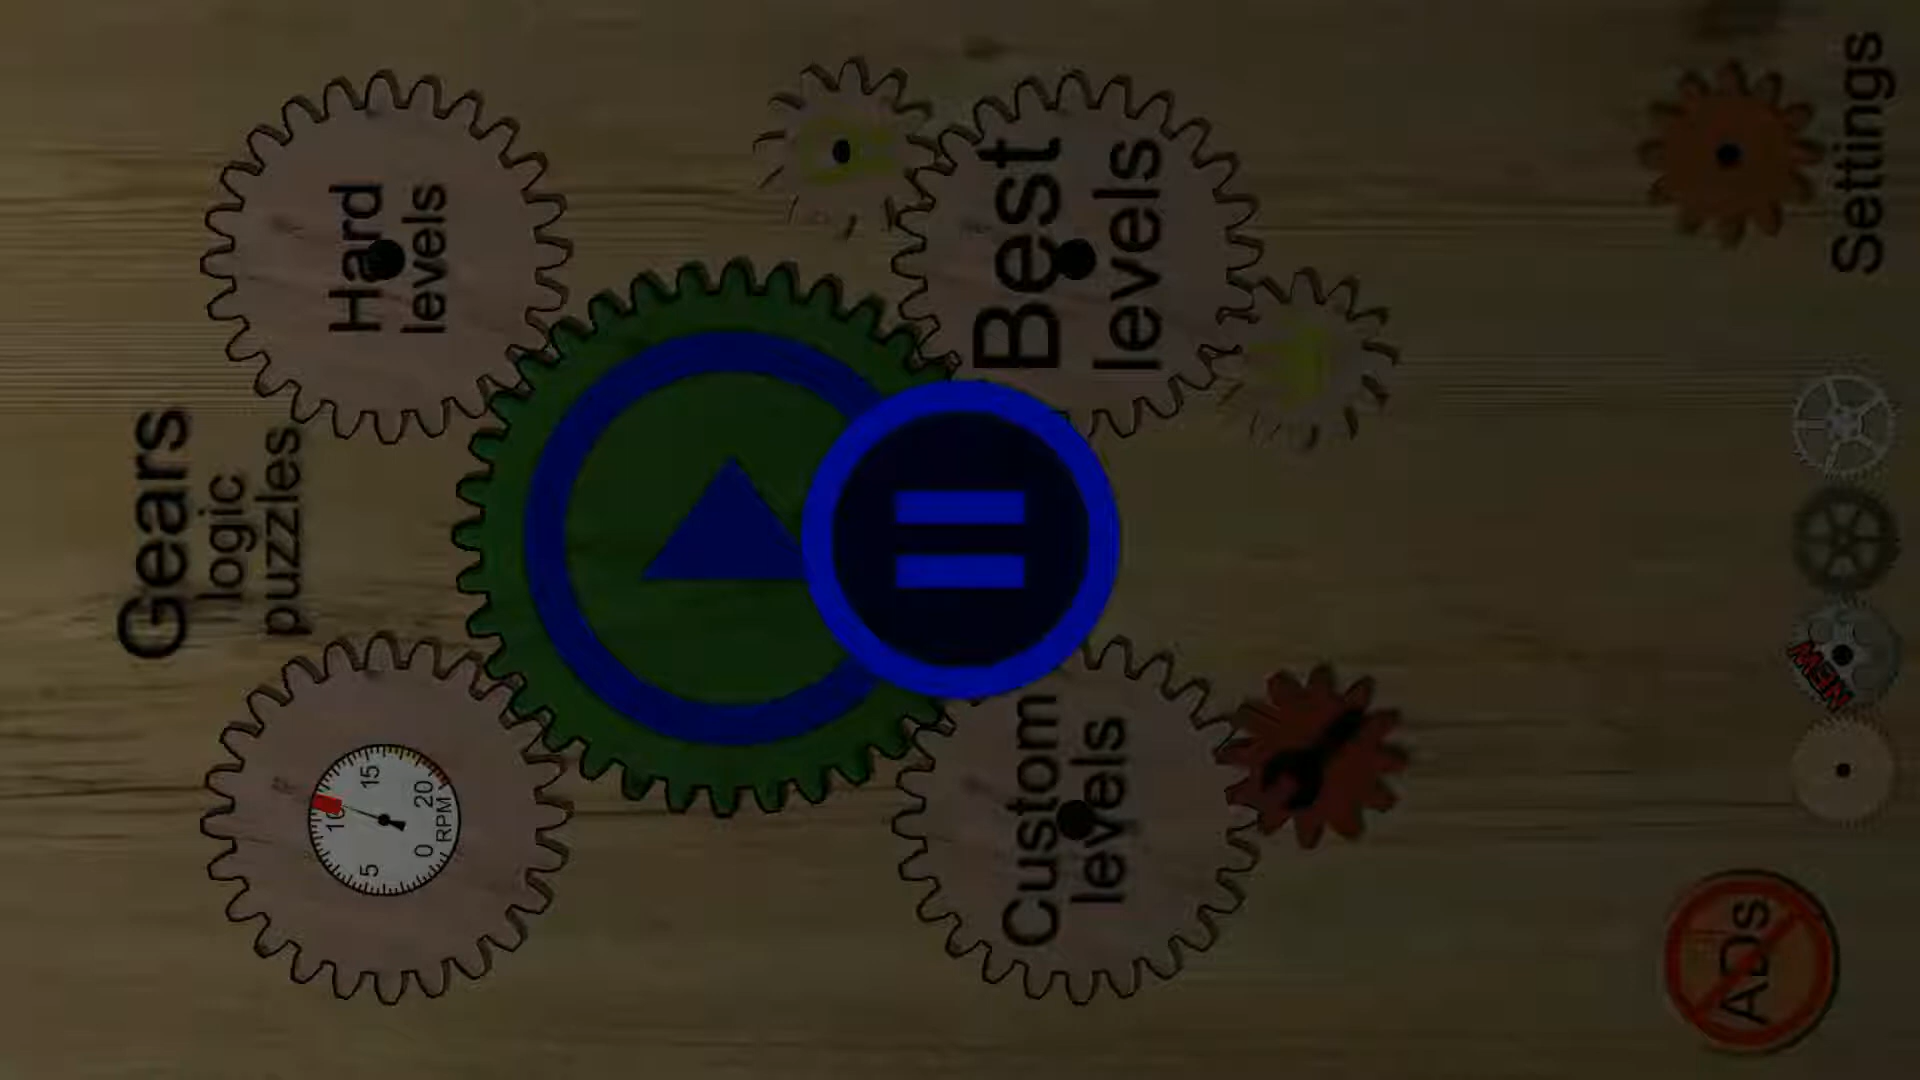 Gears
logic
puzzles
Hard
levels
0
5
10
15
20
RPM
Best
levels
Custom
levels
Settings
NEW
ADs